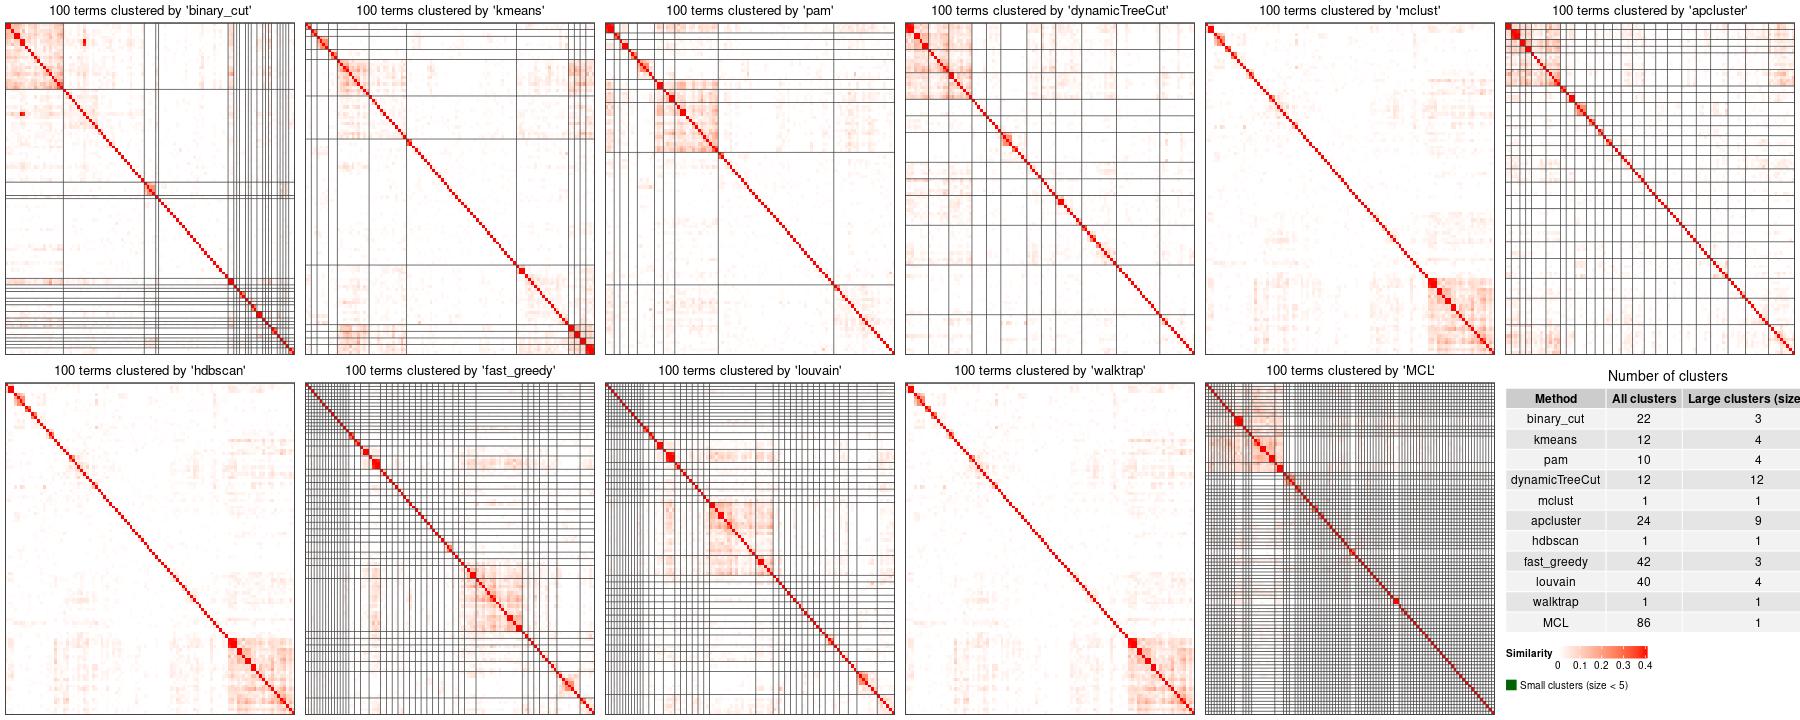 100 terms clustered by 'binary_cut'
100 terms clustered by 'kmeans'
100 terms clustered by 'pam'
100 terms clustered by 'dynamicTreeCut'
100 terms clustered by 'mclust'
100 terms clustered by 'apcluster'
100 terms clustered by 'hdbscan'
100 terms clustered by 'fast_greedy'
100 terms clustered by 'louvain'
100 terms clustered by 'walktrap'
100 terms clustered by 'MCL'
Number of clusters
Method All clusters Large clusters (size
binary_cut 22 3
kmeans 12 4
pam 10 4
dynamicTreeCut 12 12
mclust 1 1
apcluster 24 9
hdbscan 1 1
fast_greedy 42 3
louvain 40 4
walktrap 1 1
MCL 86 1
Similarity
0 0.1 0.2 0.3 0.4
Small clusters (size < 5)